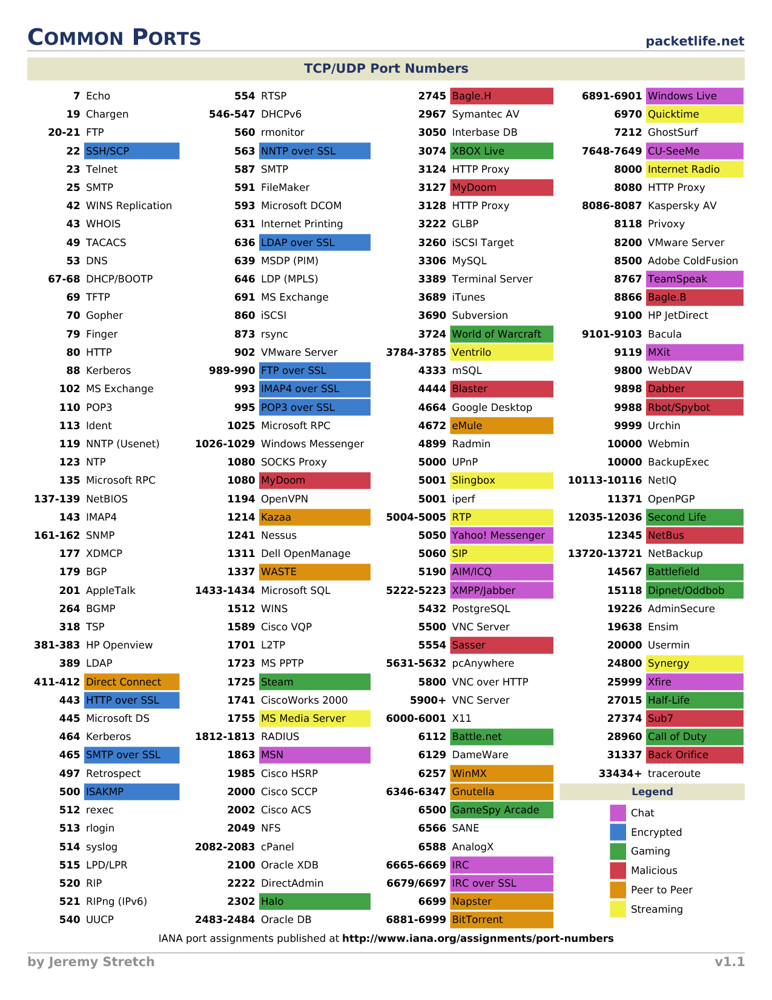 COMMON PORTS
packetlife.net
TCP/UDP Port Numbers
7 Echo
19 Chargen
20-21 FTP
22 SSH/SCP
23 Telnet
25 SMTP
42 WINS Replication
43 WHOIS
49 TACACS
53 DNS
67-68 DHCP/BOOTP
69 TFTP
70 Gopher
79 Finger
80 HTTP
88 Kerberos
102 MS Exchange
110 POP3
113 Ident
119 NNTP (Usenet)
123 NTP
135 Microsoft RPC
137-139 NetBIOS
143 IMAP4
161-162 SNMP
177 XDMCP
179 BGP
201 AppleTalk
264 BGMP
318 TSP
381-383 HP Openview
389 LDAP
411-412 Direct Connect
443 HTTP over SSL
445 Microsoft DS
464 Kerberos
465 SMTP over SSL
497 Retrospect
500 ISAKMP
512 rexec
513 rlogin
514 syslog
515 LPD/LPR
520 RIP
521 RIPng (IPv6)
540 UUCP
554 RTSP
546-547 DHCPv6
560 rmonitor
563 NNTP over SSL
587 SMTP
591 FileMaker
593 Microsoft DCOM
631 Internet Printing
636 LDAP over SSL
639 MSDP (PIM)
646 LDP (MPLS)
691 MS Exchange
860 iSCSI
873 rsync
902 VMware Server
989-990 FTP over SSL
993 IMAP4 over SSL
995 POP3 over SSL
1025 Microsoft RPC
1026-1029 Windows Messenger
1080 SOCKS Proxy
1080 MyDoom
1194 OpenVPN
1214 Kazaa
1241 Nessus
1311 Dell OpenManage
1337 WASTE
1433-1434 Microsoft SQL
1512 WINS
1589 Cisco VQP
1701 L2TP
1723 MS PPTP
1725 Steam
1741 CiscoWorks 2000
1755 MS Media Server
1812-1813 RADIUS
1863 MSN
1985 Cisco HSRP
2000 Cisco SCCP
2002 Cisco ACS
2049 NFS
2082-2083 cPanel
2100 Oracle XDB
2222 DirectAdmin
2302 Halo
2483-2484 Oracle DB
2745 Bagle.H
2967 Symantec AV
3050 Interbase DB
3074 XBOX Live
3124 HTTP Proxy
3127 MyDoom
3128 HTTP Proxy
3222 GLBP
3260 iSCSI Target
3306 MySQL
3389 Terminal Server
3689 iTunes
3690 Subversion
3724 World of Warcraft
3784-3785 Ventrilo
4333 mSQL
4444 Blaster
4664 Google Desktop
4672 eMule
4899 Radmin
5000 UPnP
5001 Slingbox
5001 iperf
5004-5005 RTP
5050 Yahoo! Messenger
5060 SIP
5190 AIM/ICQ
5222-5223 XMPP/Jabber
5432 PostgreSQL
5500 VNC Server
5554 Sasser
5631-5632 pcAnywhere
5800 VNC over HTTP
5900+ VNC Server
6000-6001 X11
6112 Battle.net
6129 DameWare
6257 WinMX
6346-6347 Gnutella
6500 GameSpy Arcade
6566 SANE
6588 AnalogX
6665-6669 IRC
6679/6697 IRC over SSL
6699 Napster
6881-6999 BitTorrent
6891-6901 Windows Live
6970 Quicktime
7212 GhostSurf
7648-7649 CU-SeeMe
8000 Internet Radio
8080 HTTP Proxy
8086-8087 Kaspersky AV
8118 Privoxy
8200 VMware Server
8500 Adobe ColdFusion
8767 TeamSpeak
8866 Bagle.B
9100 HP JetDirect
9101-9103 Bacula
9119 MXit
9800 WebDAV
9898 Dabber
9988 Rbot/Spybot
9999 Urchin
10000 Webmin
10000 BackupExec
10113-10116 NetIQ
11371 OpenPGP
12035-12036 Second Life
12345 NetBus
13720-13721 NetBackup
14567 Battlefield
15118 Dipnet/Oddbob
19226 AdminSecure
19638 Ensim
20000 Usermin
24800 Synergy
25999 Xfire
27015 Half-Life
27374 Sub7
28960 Call of Duty
31337 Back Orifice
33434+ traceroute
Legend
Chat
Encrypted
Gaming
Malicious
Peer to Peer
Streaming
IANA port assignments published at http://www.iana.org/assignments/port-numbers
by Jeremy Stretch
v1.1